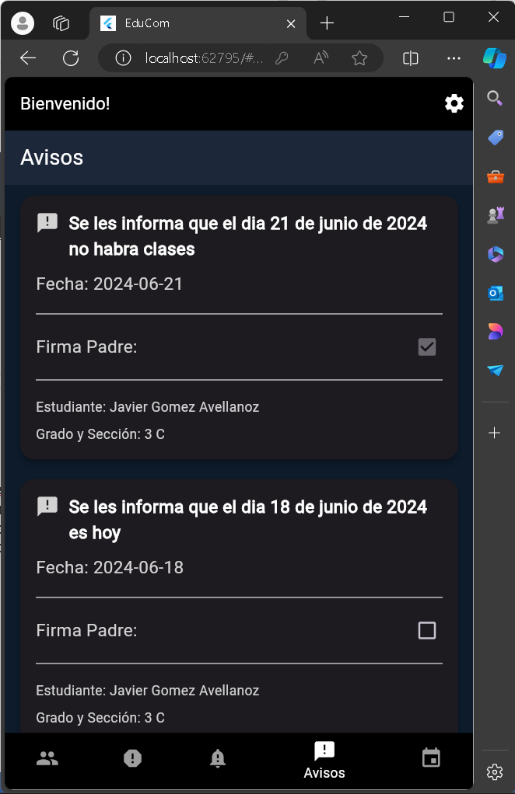 EduCom
localhost:62795/#...
Bienvenido!
Avisos
Se les informa que el dia 21 de junio de 2024
no habra clases
Fecha: 2024-06-21
Firma Padre:
Estudiante: Javier Gomez Avellanoz
Grado y Sección: 3 C
Se les informa que el dia 18 de junio de 2024
es hoy
Fecha: 2024-06-18
Firma Padre:
Estudiante: Javier Gomez Avellanoz
Grado y Sección: 3 C
Avisos